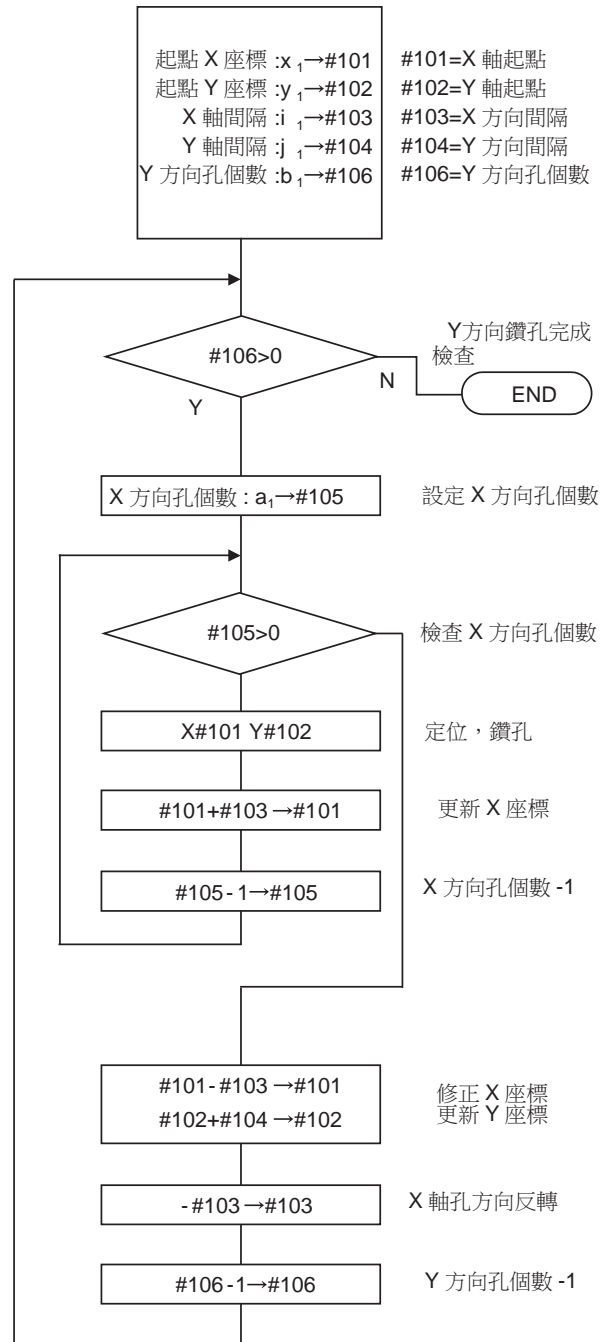 起點 X 座標 :x₁→#101 #101=X 軸起點
起點 Y 座標 :y₁→#102 #102=Y 軸起點
X 軸間隔 :i₁→#103 #103=X 方向間隔
Y 軸間隔 :j₁→#104 #104=Y 方向間隔
Y 方向孔個數 :b₁→#106 #106=Y 方向孔個數
Y方向鑽孔完成
檢查
#106>0
N
END
Y
X 方向孔個數 : a₁→#105 設定 X 方向孔個數
#105>0 檢查 X 方向孔個數
X#101 Y#102 定位，鑽孔
#101+#103→#101 更新 X 座標
#105-1→#105 X 方向孔個數 -1
#101-#103→#101 修正 X 座標
#102+#104→#102 更新 Y 座標
-#103→#103 X 軸孔方向反轉
#106-1→#106 Y 方向孔個數 -1